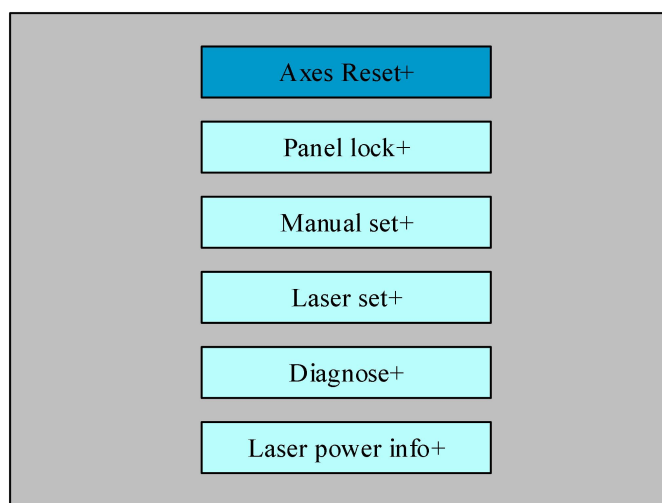 Axes Reset+
Panel lock+
Manual set+
Laser set+
Diagnose+
Laser power info+